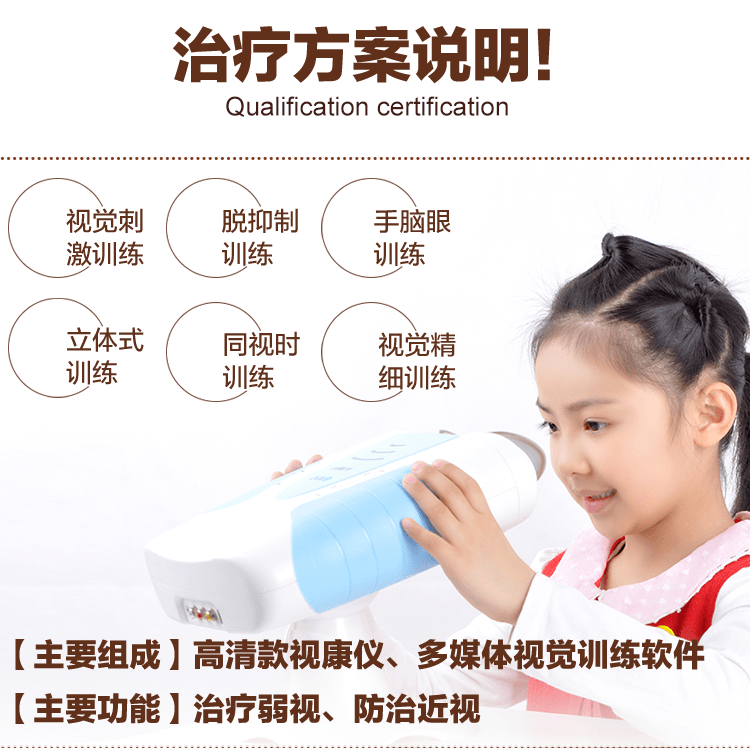 治疗方案说明!
Qualification certification
视觉刺
激训练
脱抑制
训练
手脑眼
训练
立体式
训练
同视时
训练
视觉精
细训练
【主要组成】高清款视康仪、多媒体视觉训练软件
【主要功能】治疗弱视、防治近视